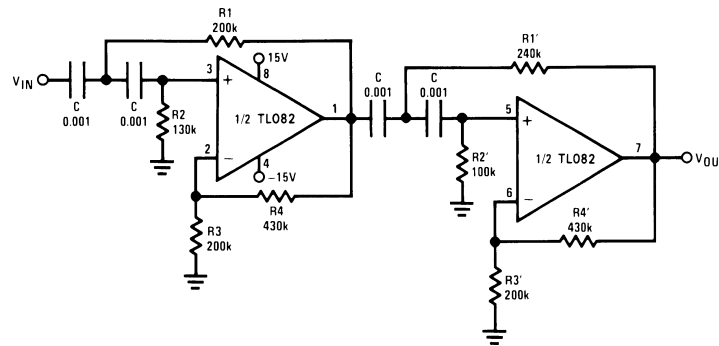 R1
200k
R1'
240k
15V
8
VIN
C
0.001
C
0.001
R2
130k
3
+
1/2 TL082
1
2
−
4
−15V
R4
430k
R3
200k
C
0.001
C
0.001
R2'
100k
5
+
1/2 TL082
7
6
−
VOU
R4'
430k
R3'
200k